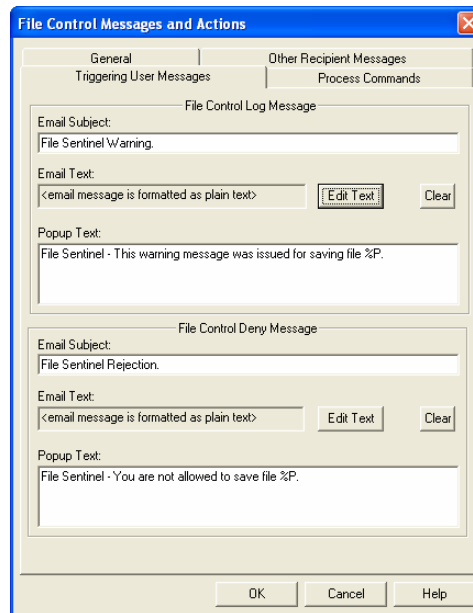 File Control Messages and Actions
General
Other Recipient Messages
Triggering User Messages
Process Commands
File Control Log Message
Email Subject:
File Sentinel Warning.
Email Text:
<email message is formatted as plain text>
Edit Text
Clear
Popup Text:
File Sentinel - This warning message was issued for saving file %P.
File Control Deny Message
Email Subject:
File Sentinel Rejection.
Email Text:
<email message is formatted as plain text>
Edit Text
Clear
Popup Text:
File Sentinel - You are not allowed to save file %P.
OK
Cancel
Help